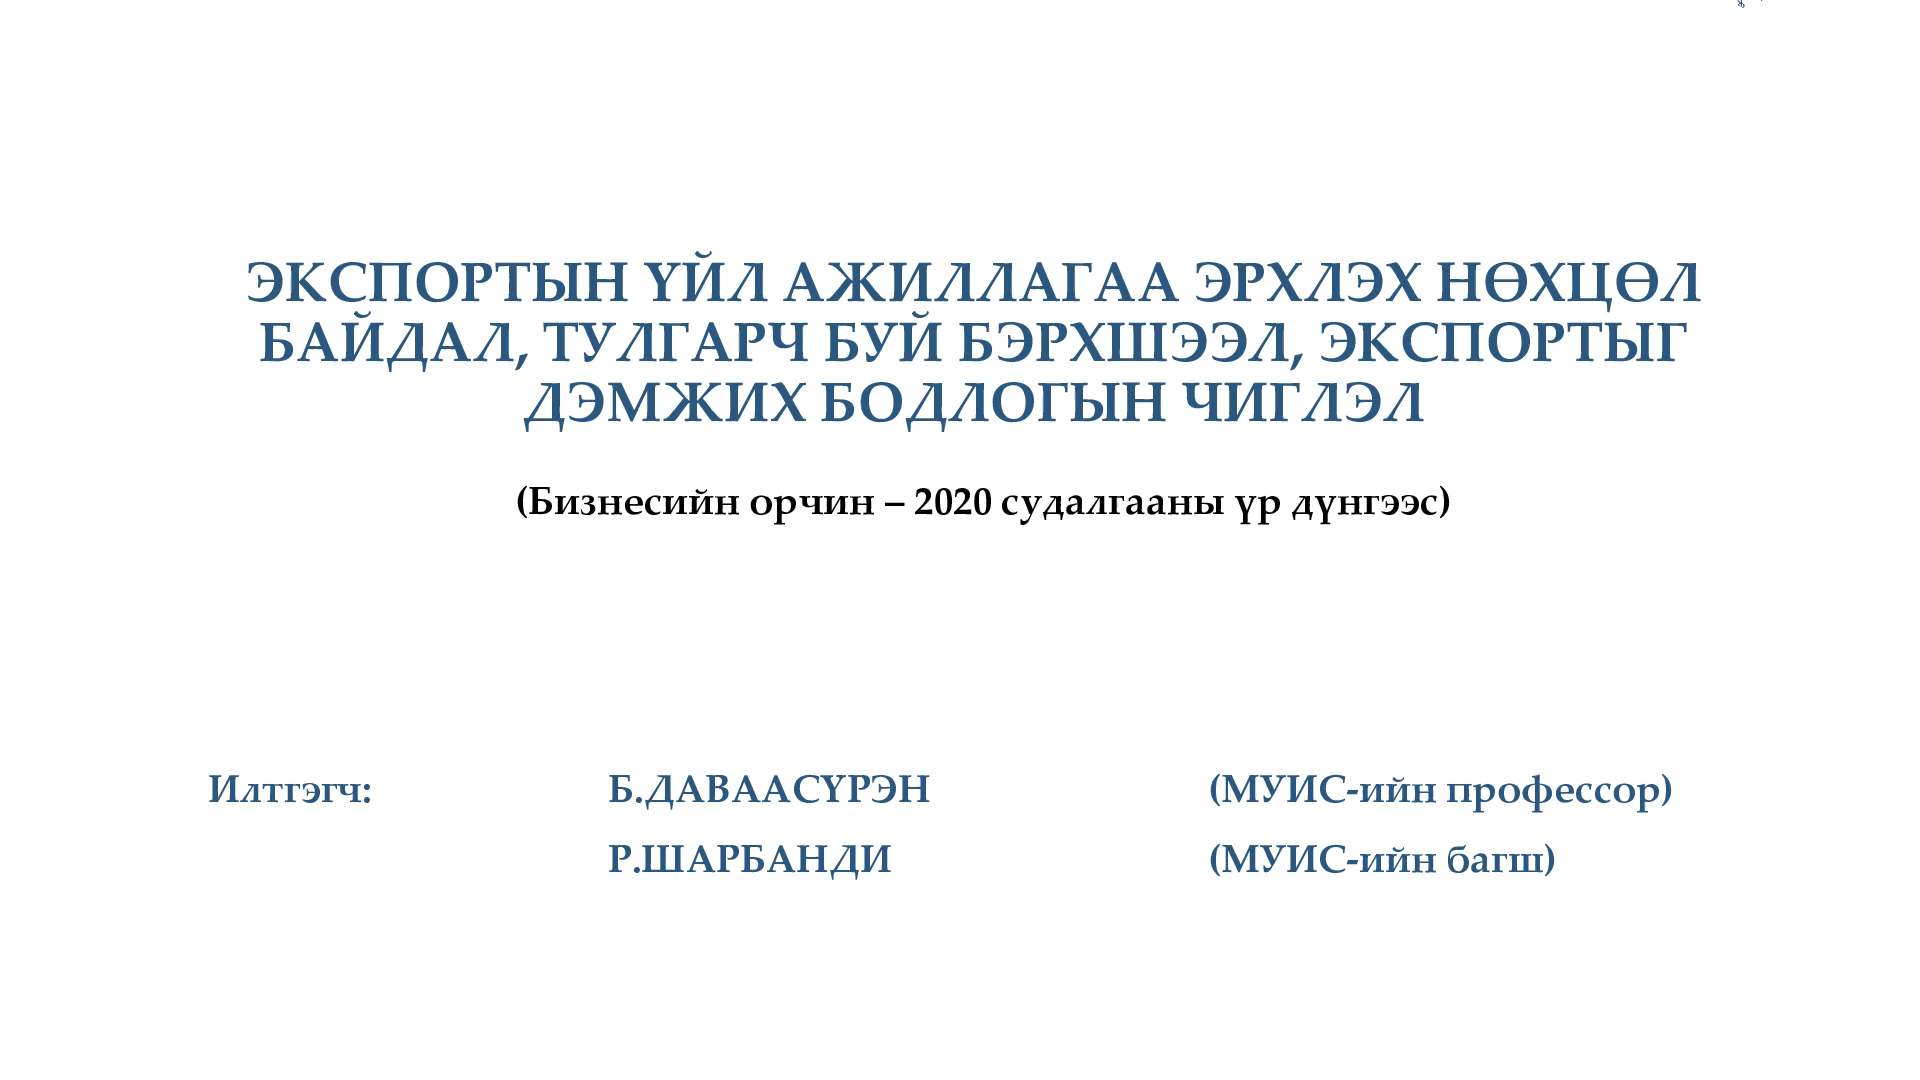 ЭКСПОРТЫН ҮЙЛ АЖИЛЛАГАА ЭРХЛЭХ НӨХЦӨЛ
БАЙДАЛ, ТУЛГАРЧ БУЙ БЭРХШЭЭЛ, ЭКСПОРТЫГ
ДЭМЖИХ БОДЛОГЫН ЧИГЛЭЛ
(Бизнесийн орчин – 2020 судалгааны үр дүнгээс)
Илтгэгч: Б.ДАВААСҮРЭН (МУИС-ийн профессор)
Р.ШАРБАНДИ (МУИС-ийн багш)